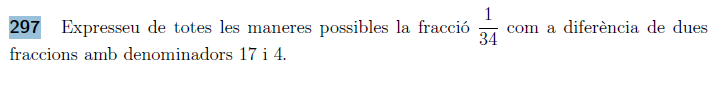 297 Expresseu de totes les maneres possibles la fracció 1/34 com a diferència de dues
fraccions amb denominadors 17 i 4.